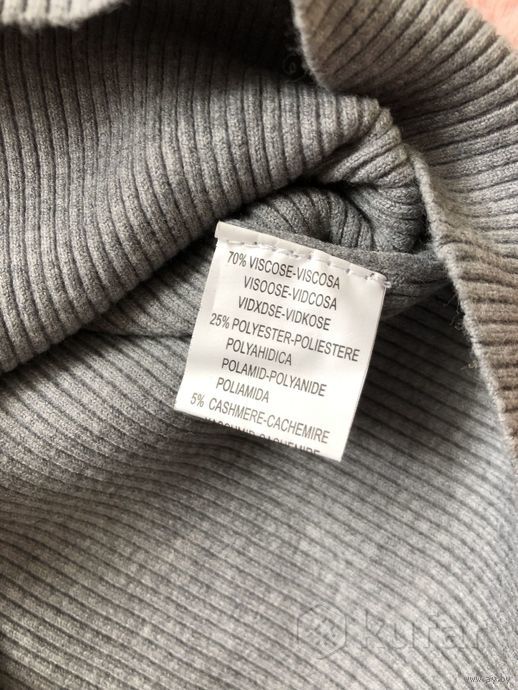 70% VISCOSE-VISCOSA
VISOOSE-VIDCOSA
VIDXDSE-VIDKOSE
25% POLYESTER-POLIESTERE
POLYAHIDICA
POLAMID-POLYANIDE
POLIAMIDA
5% CASHMERE-CACHEMIRE
kufar